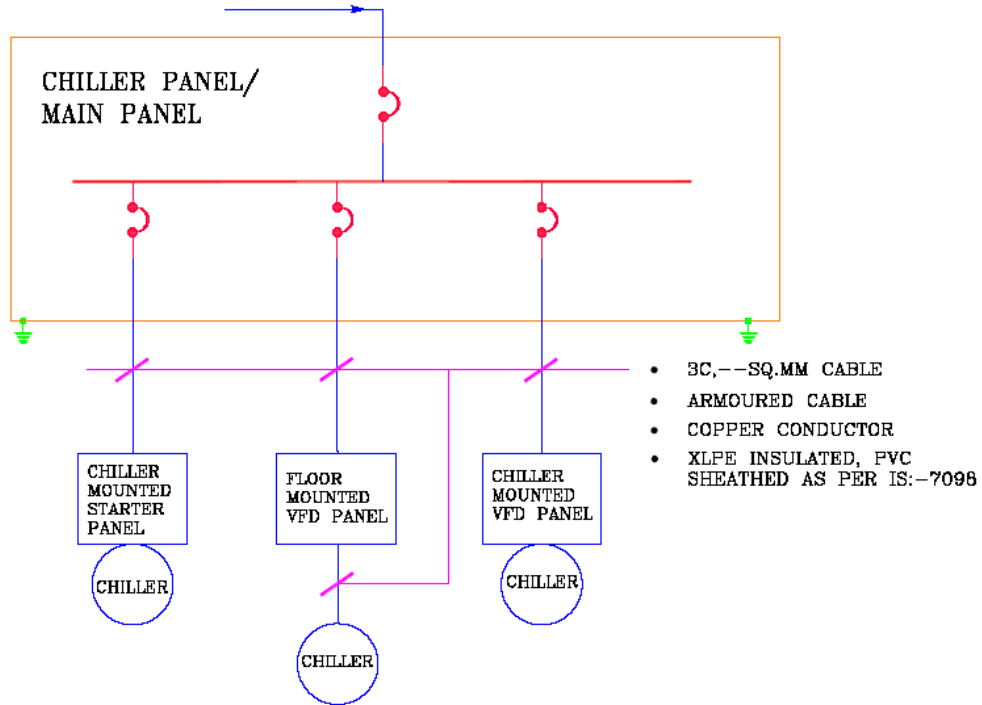 CHILLER PANEL/
MAIN PANEL
• 3C,--SQ.MM CABLE
• ARMOURED CABLE
• COPPER CONDUCTOR
• XLPE INSULATED, PVC
SHEATHED AS PER IS:-7098
CHILLER
MOUNTED
STARTER
PANEL
FLOOR
MOUNTED
VFD PANEL
CHILLER
MOUNTED
VFD PANEL
CHILLER
CHILLER
CHILLER